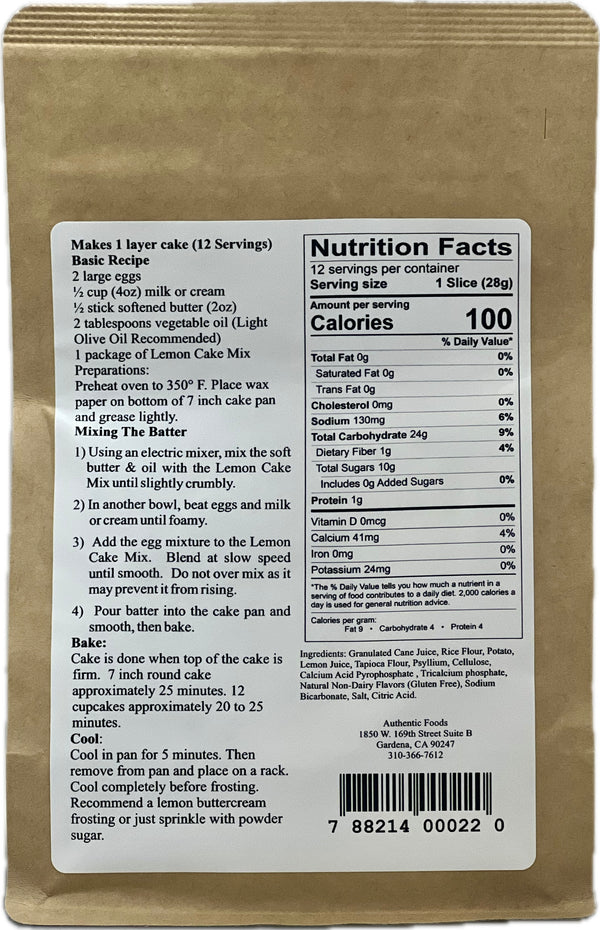 Makes 1 layer cake (12 Servings)
Basic Recipe
2 large eggs
½ cup (4oz) milk or cream
½ stick softened butter (2oz)
2 tablespoons vegetable oil (Light
Olive Oil Recommended)
1 package of Lemon Cake Mix
Preparations:
Preheat oven to 350° F. Place wax
paper on bottom of 7 inch cake pan
and grease lightly.
Mixing The Batter
1) Using an electric mixer, mix the soft
butter & oil with the Lemon Cake
Mix until slightly crumbly.
2) In another bowl, beat eggs and milk
or cream until foamy.
3) Add the egg mixture to the Lemon
Cake Mix. Blend at slow speed
until smooth. Do not over mix as it
may prevent it from rising.
4) Pour batter into the cake pan and
smooth, then bake.
Bake:
Cake is done when top of the cake is
firm. 7 inch round cake
approximately 25 minutes. 12
cupcakes approximately 20 to 25
minutes.
Cool:
Cool in pan for 5 minutes. Then
remove from pan and place on a rack.
Cool completely before frosting.
Recommend a lemon buttercream
frosting or just sprinkle with powder
sugar.
Nutrition Facts
12 servings per container
Serving size 1 Slice (28g)
Amount per serving
Calories 100
% Daily Value*
Total Fat 0g 0%
Saturated Fat 0g 0%
Trans Fat 0g
Cholesterol 0mg 0%
Sodium 130mg 6%
Total Carbohydrate 24g 9%
Dietary Fiber 1g 4%
Total Sugars 10g
Includes 0g Added Sugars 0%
Protein 1g
Vitamin D 0mcg 0%
Calcium 41mg 4%
Iron 0mg 0%
Potassium 24mg 0%
*The % Daily Value tells you how much a nutrient in a
serving of food contributes to a daily diet. 2,000 calories a
day is used for general nutrition advice.
Calories per gram:
Fat 9 • Carbohydrate 4 • Protein 4
Ingredients: Granulated Cane Juice, Rice Flour, Potato,
Lemon Juice, Tapioca Flour, Psyllium, Cellulose,
Calcium Acid Pyrophosphate , Tricalcium phosphate,
Natural Non-Dairy Flavors (Gluten Free), Sodium
Bicarbonate, Salt, Citric Acid.
Authentic Foods
1850 W. 169th Street Suite B
Gardena, CA 90247
310-366-7612
7 88214 00022 0